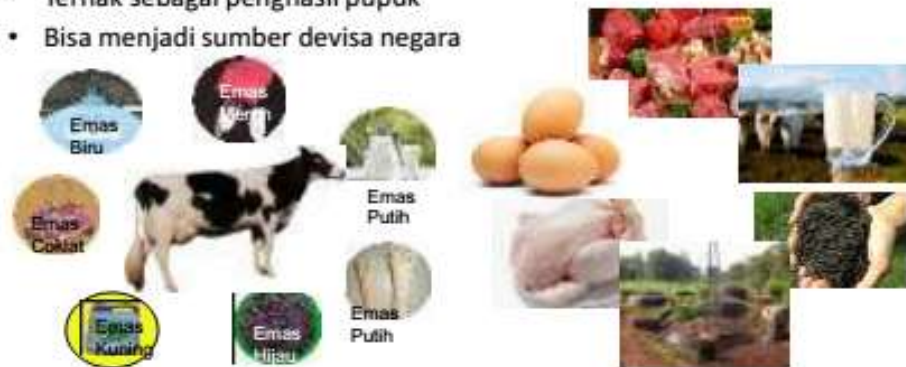 • Ternak sebagai penghasil pupuk
• Bisa menjadi sumber devisa negara
Emas
Biru
Emas
Merah
Emas
Putih
Emas
Coklat
Emas
Putih
Emas
Kuning
Emas
Hijau